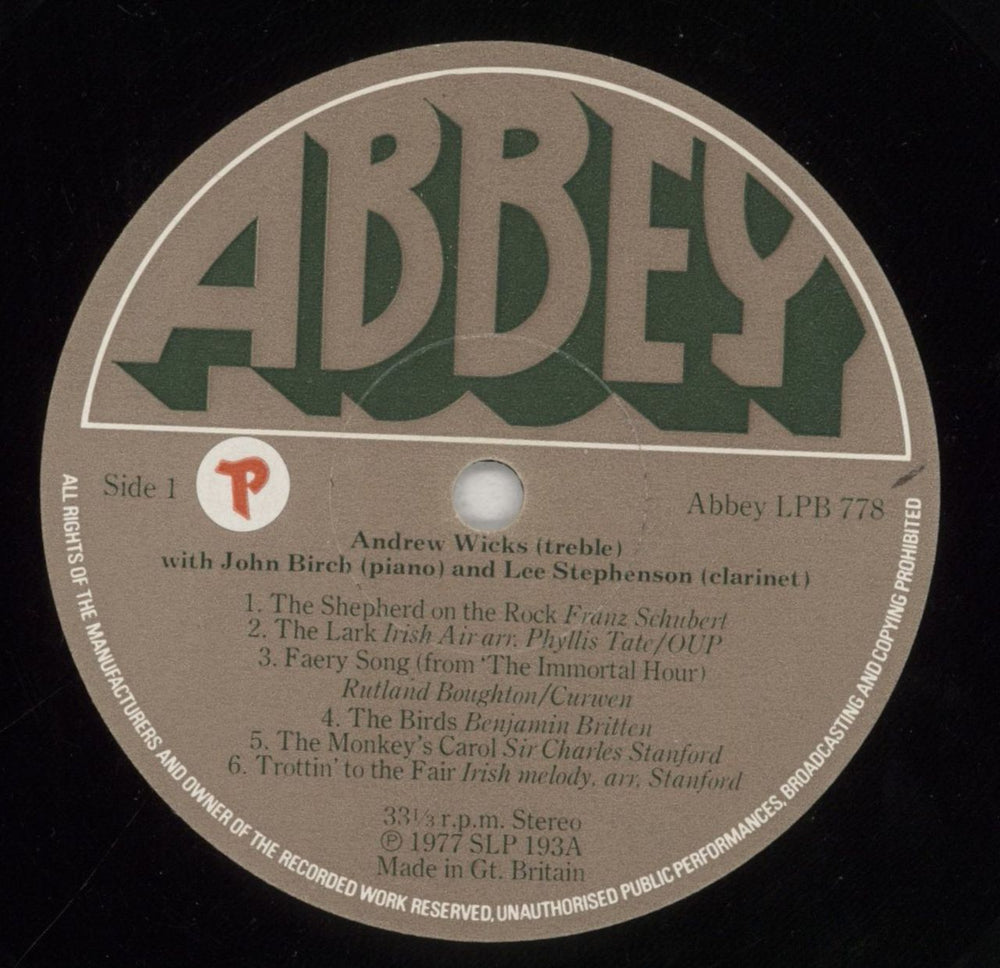 ABBEY
Side 1
P
Abbey LPB 778
Andrew Wicks (treble)
with John Birch (piano) and Lee Stephenson (clarinet)
1. The Shepherd on the Rock Franz Schubert
2. The Lark Irish Air arr. Phyllis Tate/OUP
3. Faery Song (from 'The Immortal Hour)
Rutland Boughton/Curwen
4. The Birds Benjamin Britten
5. The Monkey's Carol Sir Charles Stanford
6. Trottin' to the Fair Irish melody, arr. Stanford
33 1/3 r.p.m. Stereo
℗ 1977 SLP 193A
Made in Gt. Britain
ALL RIGHTS OF THE MANUFACTURERS AND OWNER OF THE RECORDED WORK RESERVED, UNAUTHORISED PUBLIC PERFORMANCES, BROADCASTING AND COPYING PROHIBITED